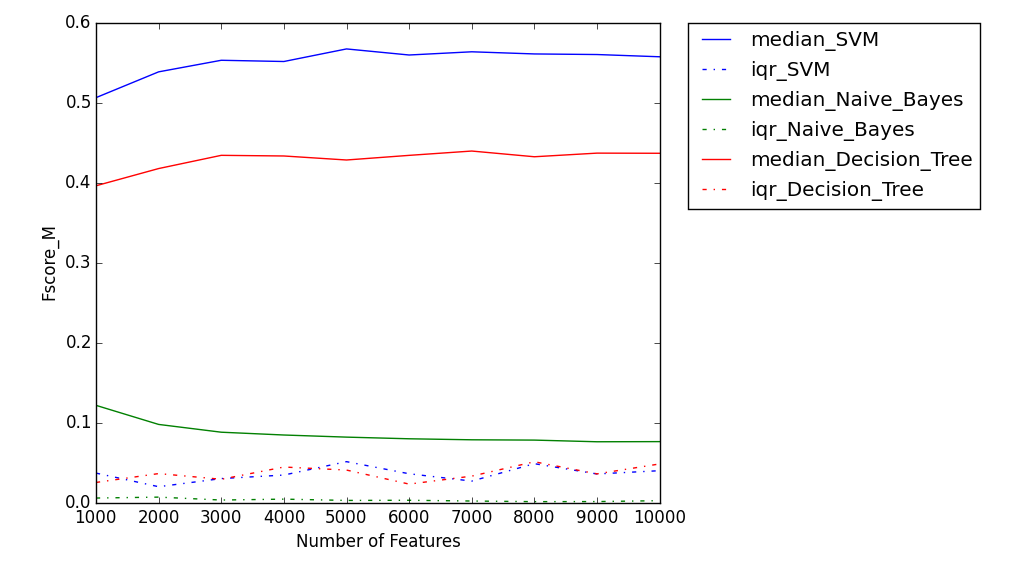 0.6
0.5
0.4
0.3
0.2
0.1
0.0
Fscore_M
1000 2000 3000 4000 5000 6000 7000 8000 9000 10000
Number of Features
median_SVM
iqr_SVM
median_Naive_Bayes
iqr_Naive_Bayes
median_Decision_Tree
iqr_Decision_Tree